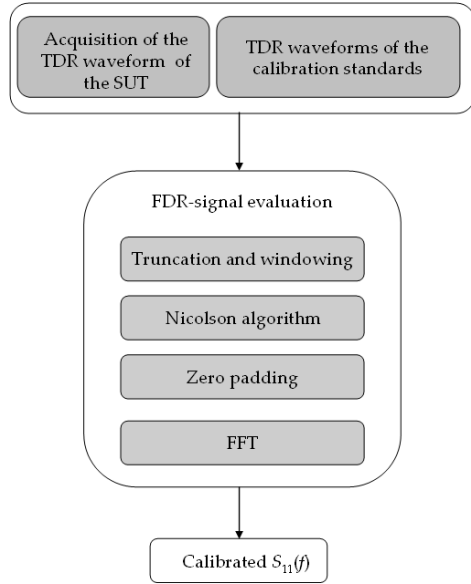 Acquisition of the
TDR waveform of
the SUT
TDR waveforms of the
calibration standards
FDR-signal evaluation
Truncation and windowing
Nicolson algorithm
Zero padding
FFT
Calibrated S11(f)